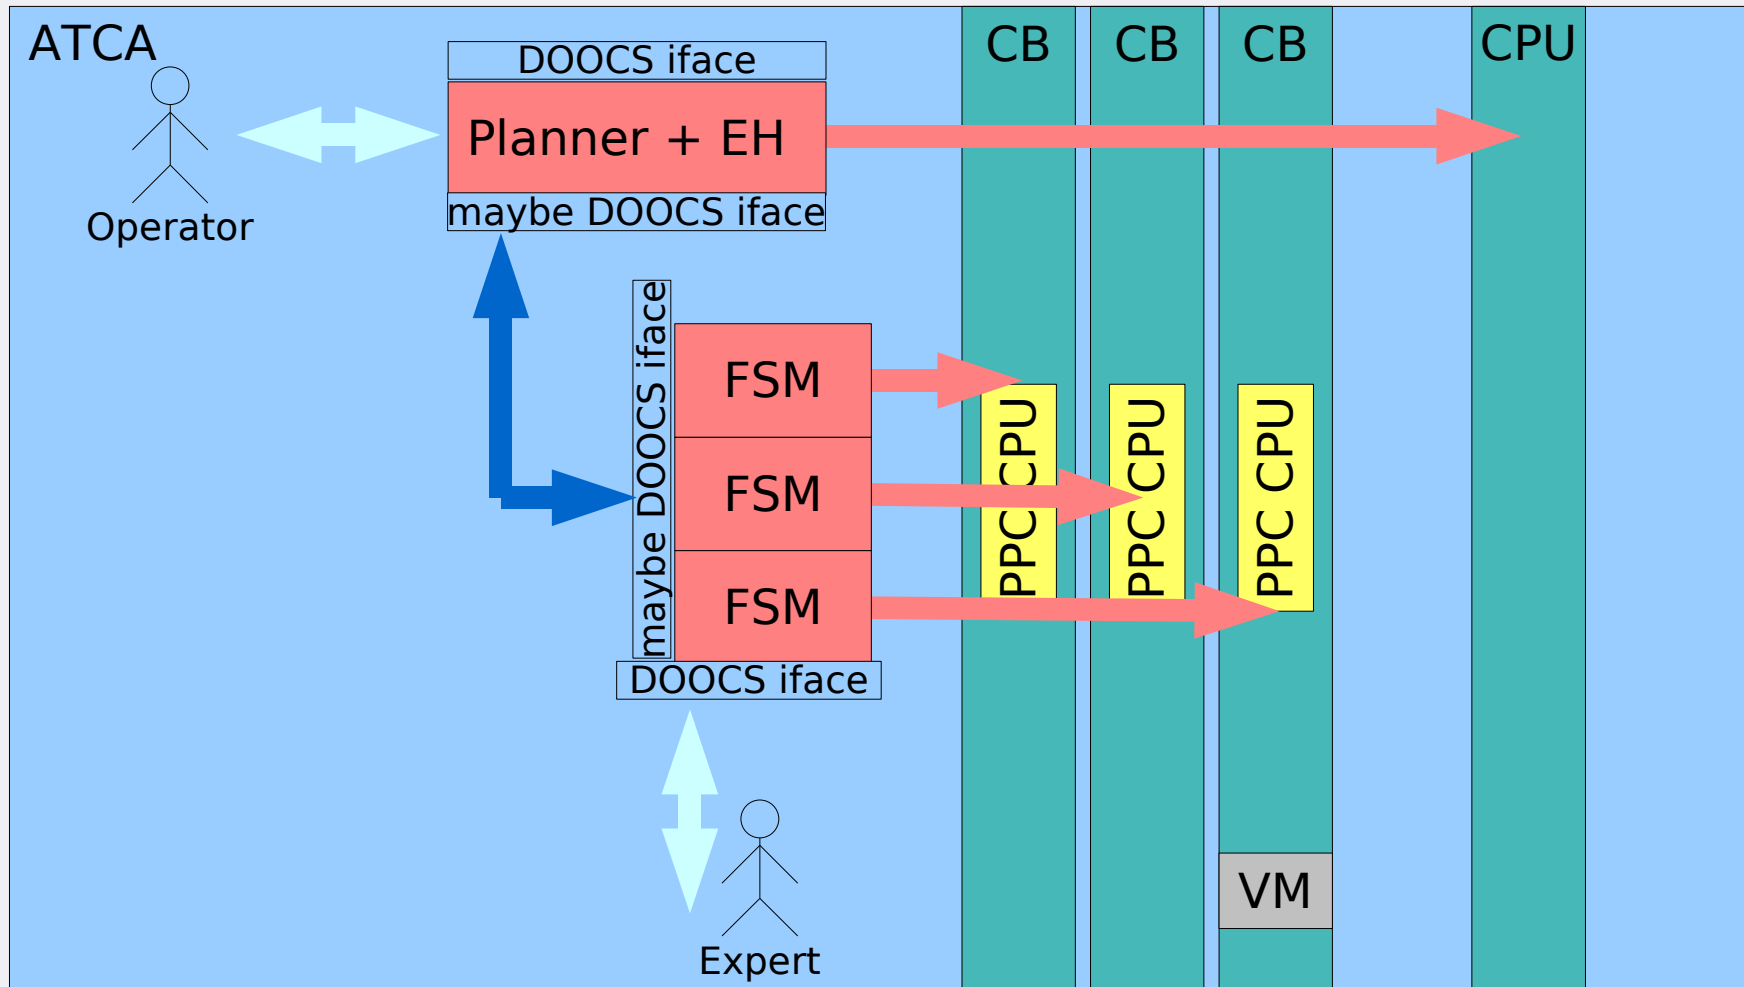 ATCA
DOOCS iface
Planner + EH
maybe DOOCS iface
Operator
CB
CB
CB
CPU
maybe DOOCS iface
FSM
FSM
FSM
DOOCS iface
PPC CPU
PPC CPU
PPC CPU
VM
Expert